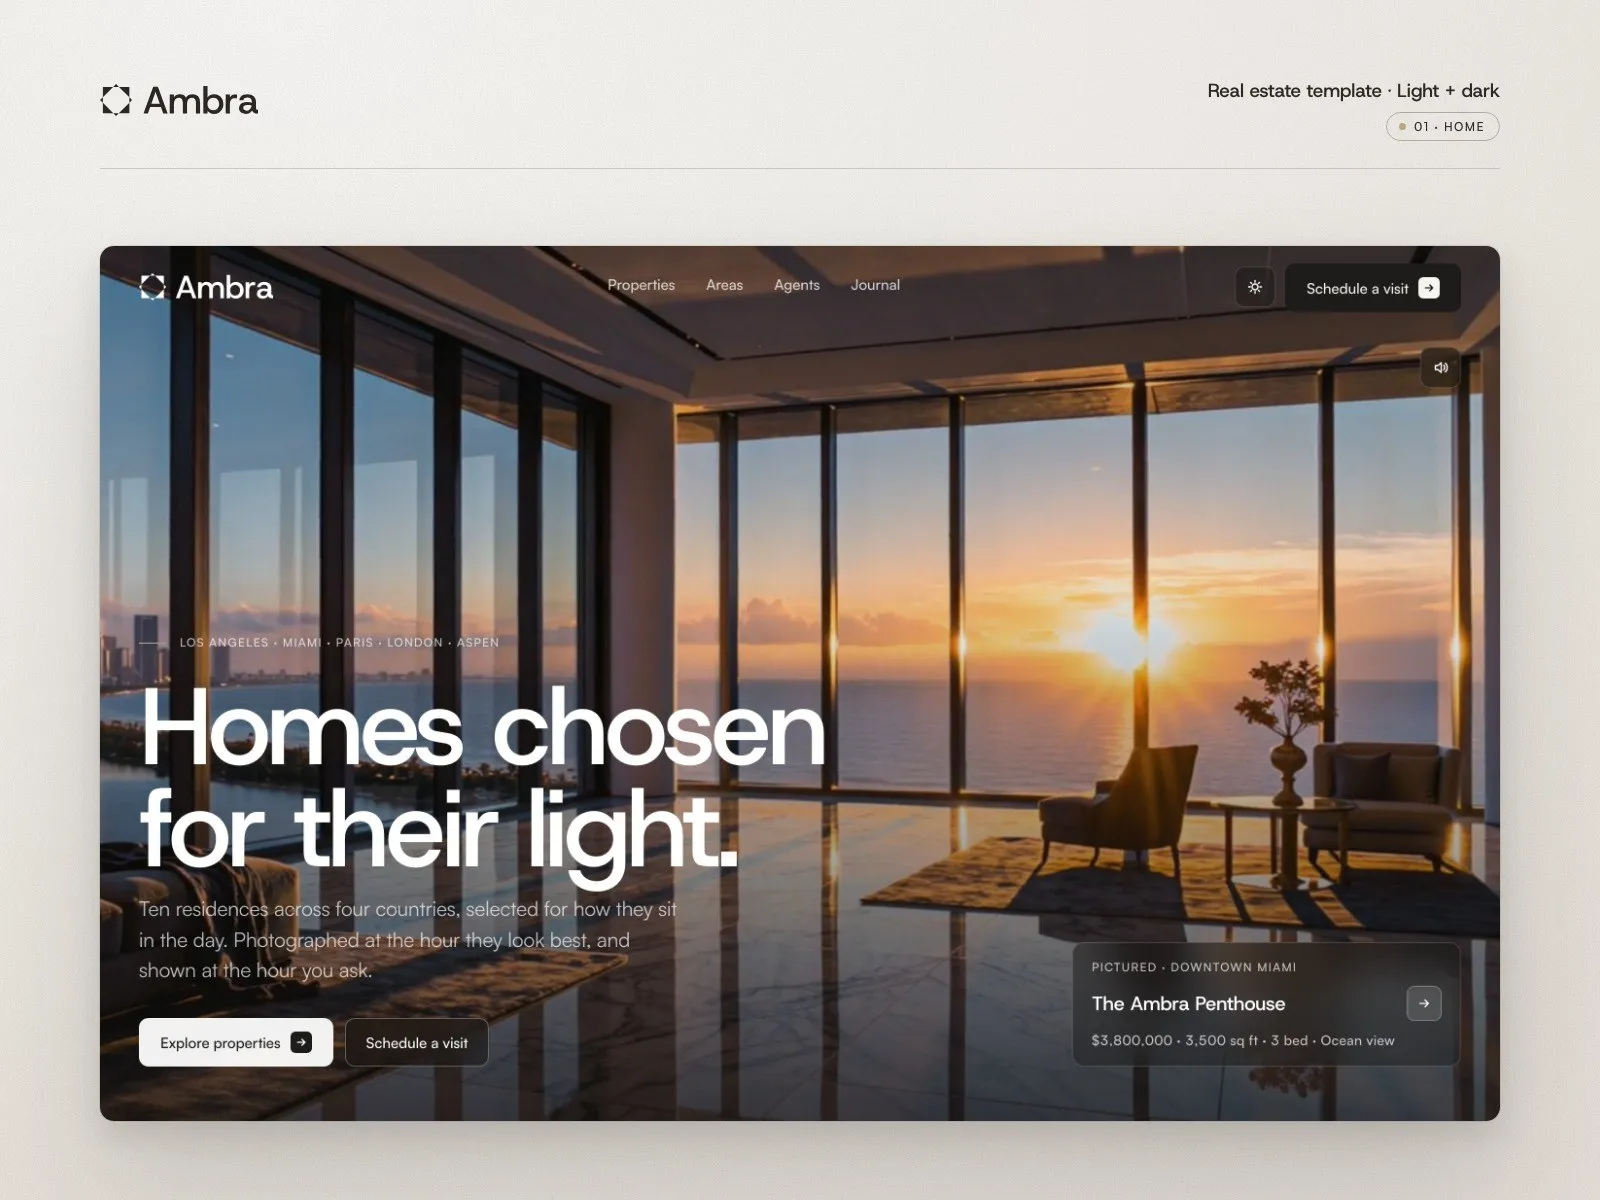 Ambra
Real estate template · Light + dark
01 · HOME
Ambra
Properties
Areas
Agents
Journal
Schedule a visit
LOS ANGELES · MIAMI · PARIS · LONDON · ASPEN
Homes chosen
for their light.
Ten residences across four countries, selected for how they sit
in the day. Photographed at the hour they look best, and
shown at the hour you ask.
Explore properties
Schedule a visit
PICTURED · DOWNTOWN MIAMI
The Ambra Penthouse
$3,800,000 · 3,500 sq ft · 3 bed · Ocean view